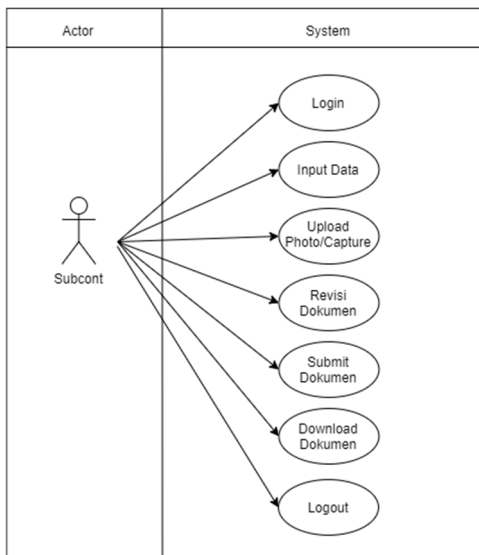 Actor
System
Login
Input Data
Upload
Photo/Capture
Subcont
Revisi
Dokumen
Submit
Dokumen
Download
Dokumen
Logout